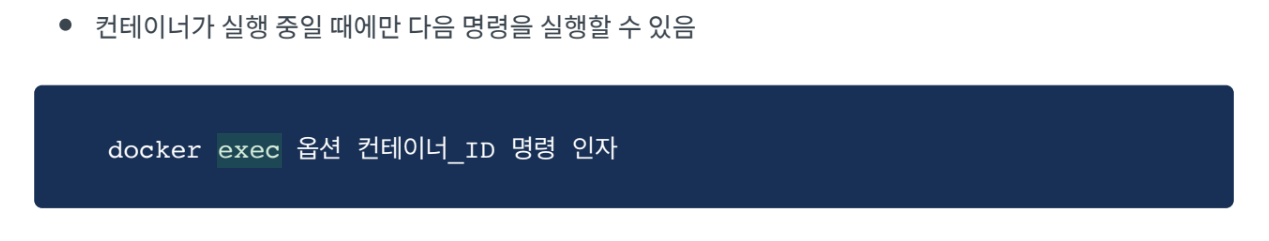 • 컨테이너가 실행 중일 때에만 다음 명령을 실행할 수 있음
docker exec 옵션 컨테이너_ID 명령 인자